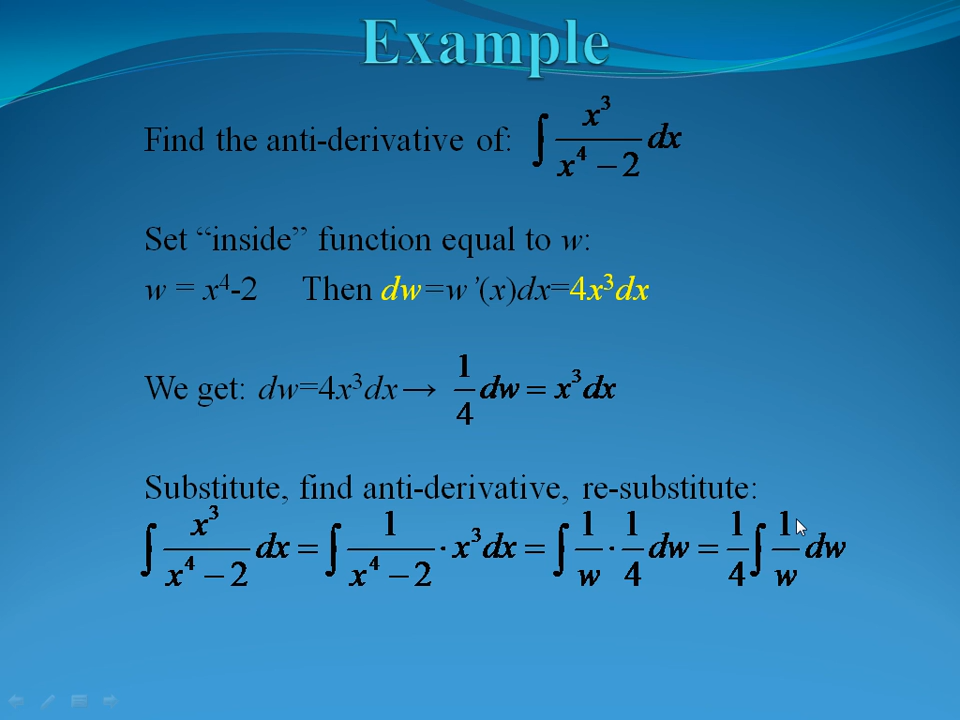 Example
Find the anti-derivative of: ∫ x³/(x⁴ − 2) dx
Set “inside” function equal to w:
w = x⁴-2 Then dw=w’(x)dx=4x³dx
We get: dw=4x³dx→ 1/4 dw = x³dx
Substitute, find anti-derivative, re-substitute:
∫ x³/(x⁴ − 2) dx = ∫ 1/(x⁴ − 2) · x³dx = ∫ 1/w · 1/4 dw = 1/4 ∫ 1/w dw